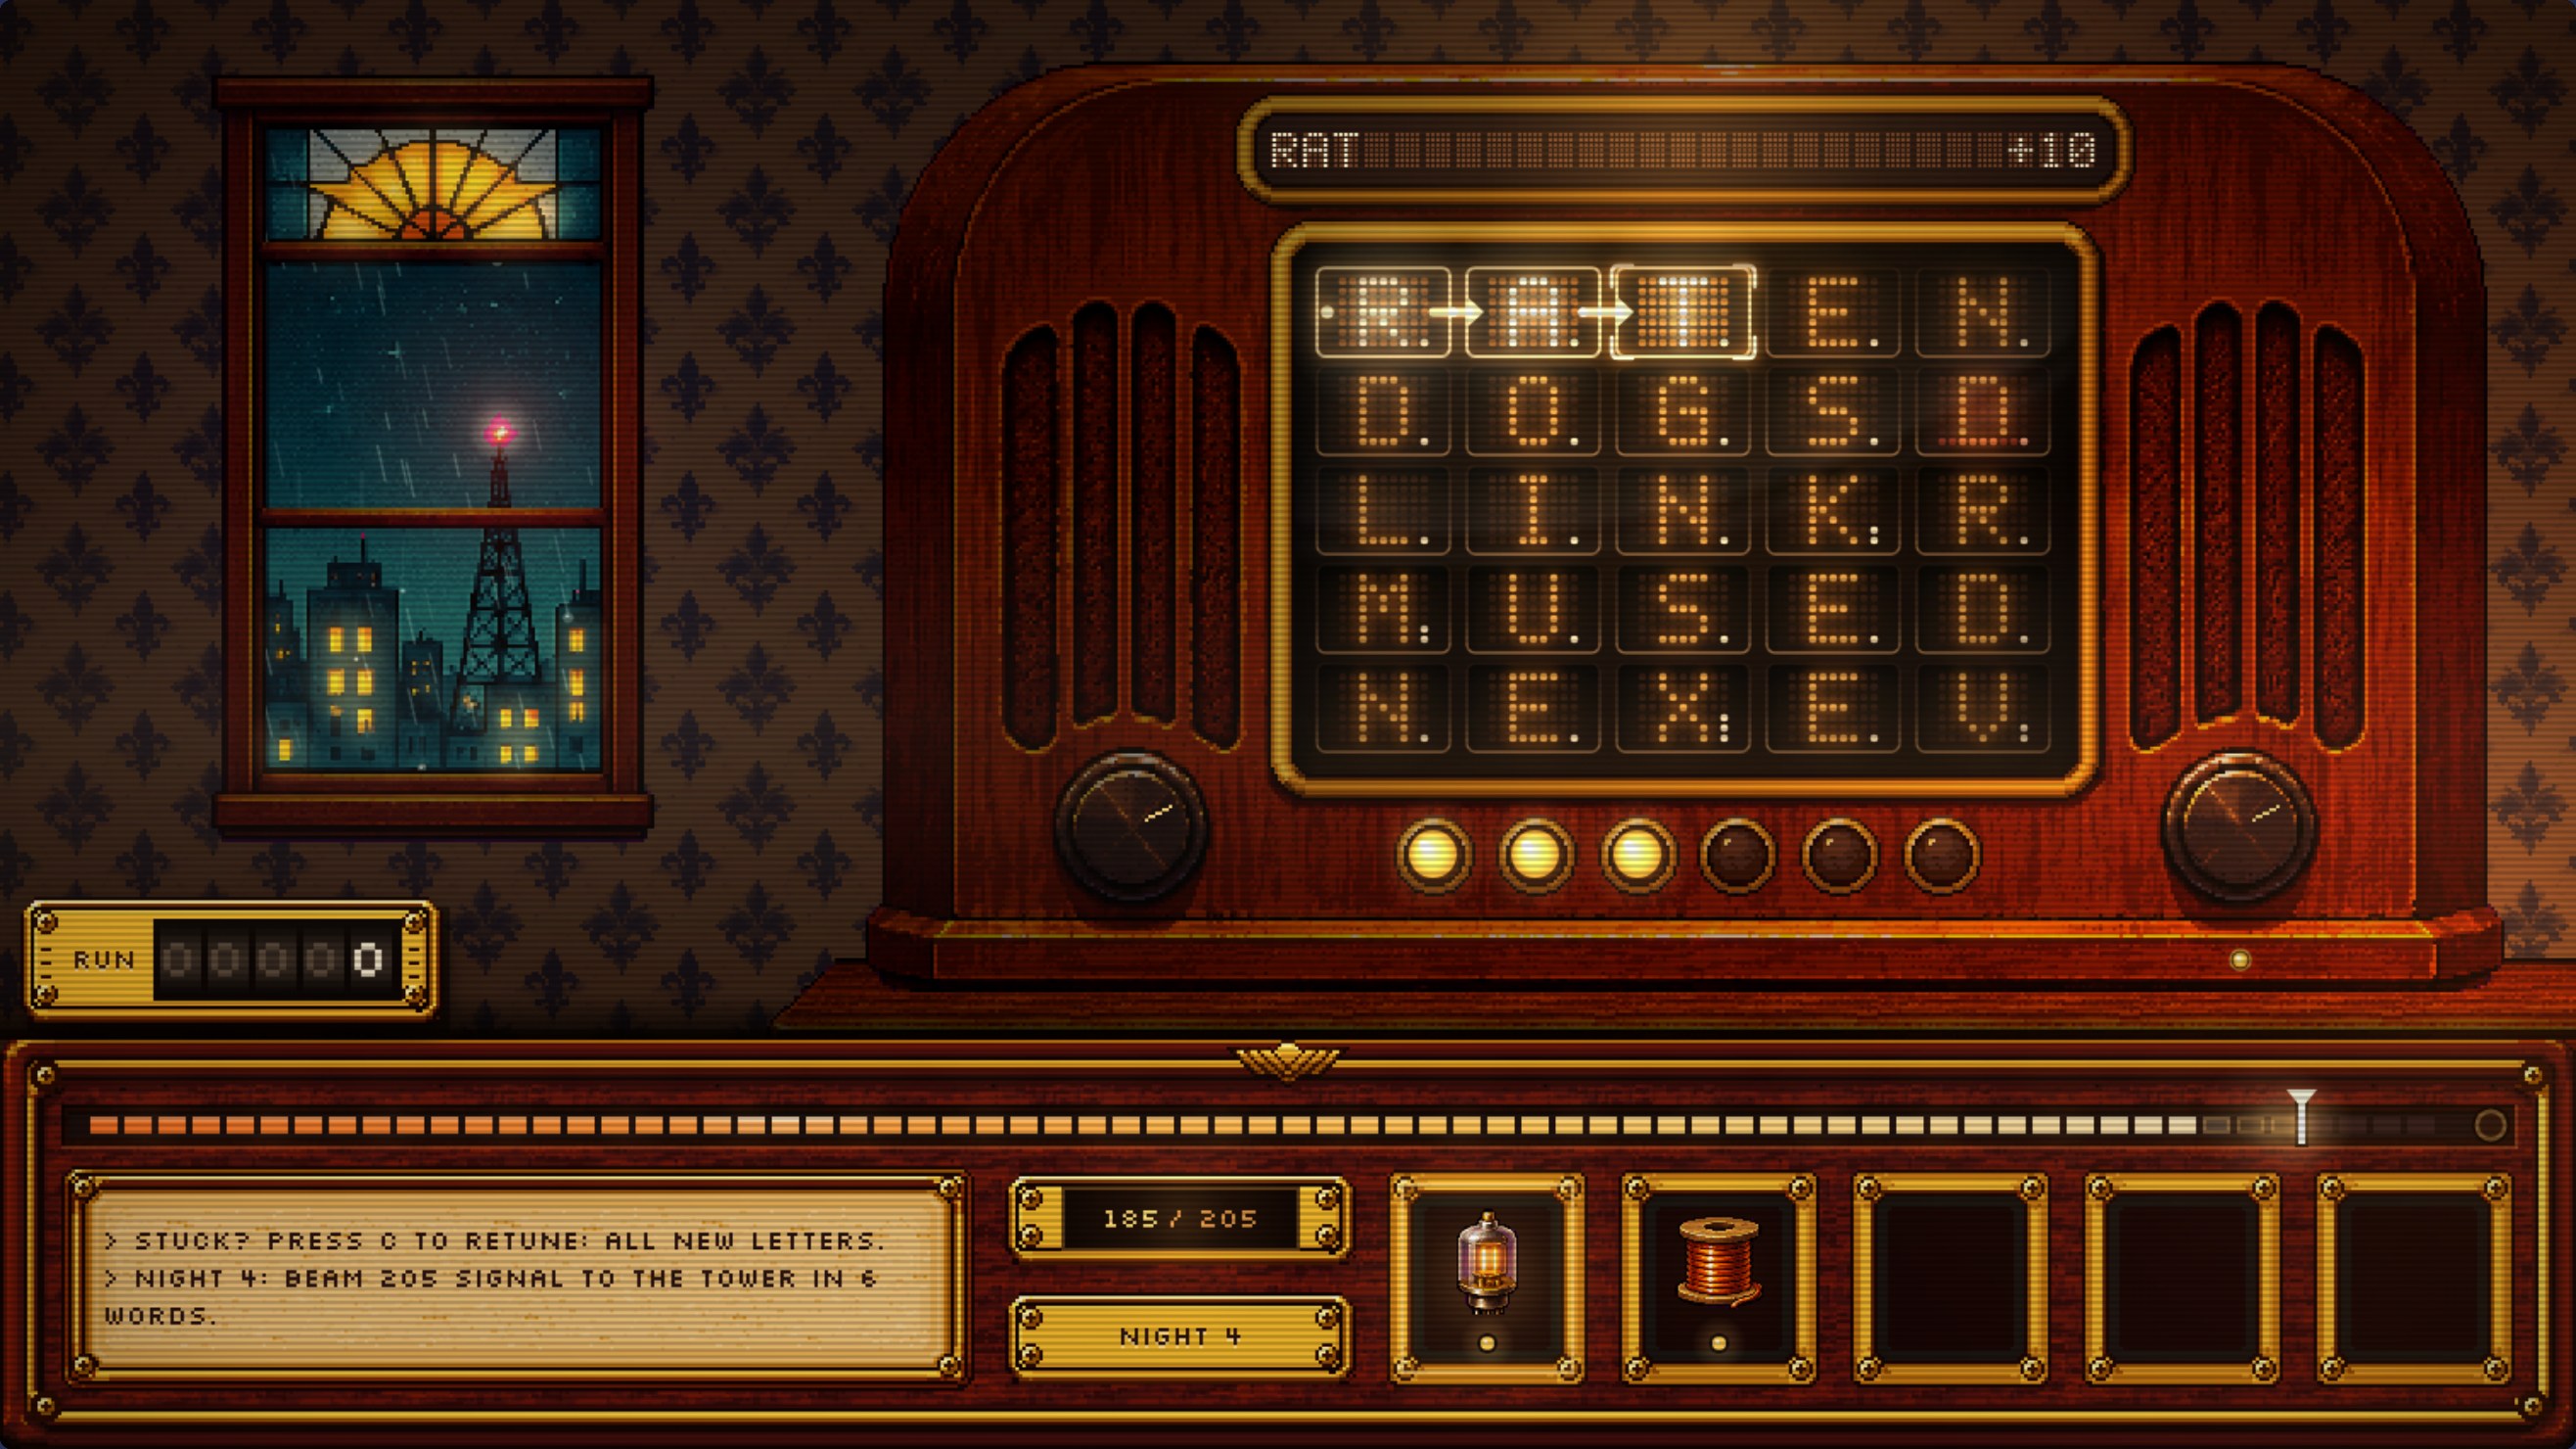 RAT +10
R. A. T. E. N.
D. O. G. S. D.
L. I. N. K: R.
M: U. S. E. D.
N. E. X⁝ E. V:
RUN 00000
185 / 205
> STUCK? PRESS C TO RETUNE: ALL NEW LETTERS.
> NIGHT 4: BEAM 205 SIGNAL TO THE TOWER IN 6
WORDS.
NIGHT 4